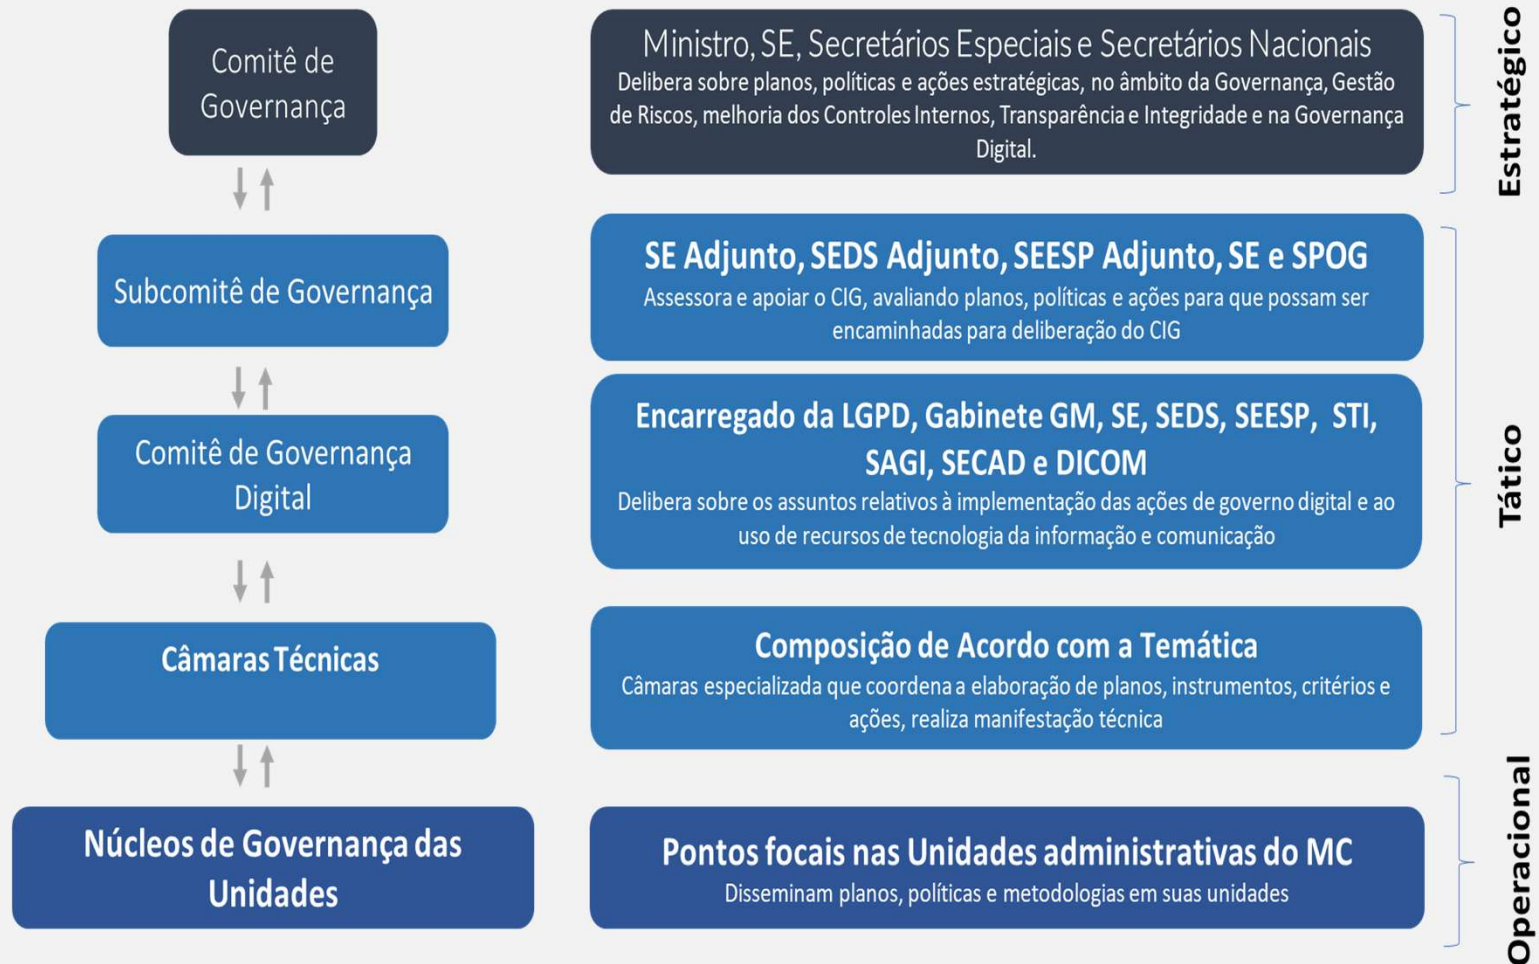 Comitê de
Governança
Ministro, SE, Secretários Especiais e Secretários Nacionais
Delibera sobre planos, políticas e ações estratégicas, no âmbito da Governança, Gestão
de Riscos, melhoria dos Controles Internos, Transparência e Integridade e na Governança
Digital.
Estratégico
Subcomitê de Governança
SE Adjunto, SEDS Adjunto, SEESP Adjunto, SE e SPOG
Assessora e apoiar o CIG, avaliando planos, políticas e ações para que possam ser
encaminhadas para deliberação do CIG
Comitê de Governança
Digital
Encarregado da LGPD, Gabinete GM, SE, SEDS, SEESP, STI,
SAGI, SECAD e DICOM
Delibera sobre os assuntos relativos à implementação das ações de governo digital e ao
uso de recursos de tecnologia da informação e comunicação
Tático
Câmaras Técnicas
Composição de Acordo com a Temática
Câmaras especializada que coordena a elaboração de planos, instrumentos, critérios e
ações, realiza manifestação técnica
Núcleos de Governança das
Unidades
Pontos focais nas Unidades administrativas do MC
Disseminam planos, políticas e metodologias em suas unidades
Operacional